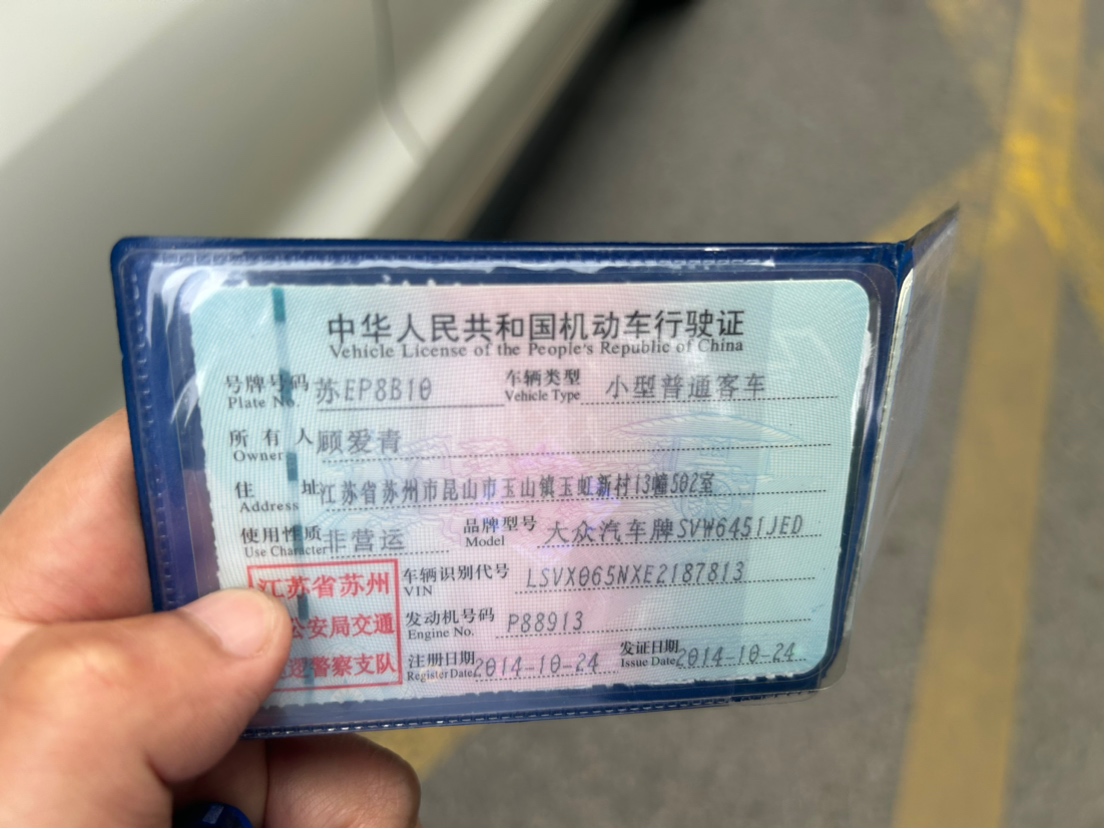 中华人民共和国机动车行驶证
Vehicle License of the People's Republic of China
号牌号码 苏EP8B10 车辆类型 小型普通客车
Plate No. Vehicle Type
所有人 顾爱青
Owner
住址 江苏省苏州市昆山市玉山镇玉虹新村13幢502室
Address
使用性质 非营运 品牌型号 大众汽车牌SVW6451JED
Use Character Model
车辆识别代号 LSVX065NXE2187813
VIN
发动机号码 P88913
Engine No.
注册日期 2014-10-24 发证日期 2014-10-24
Register Date Issue Date
江苏省苏州
公安局交通
警察支队